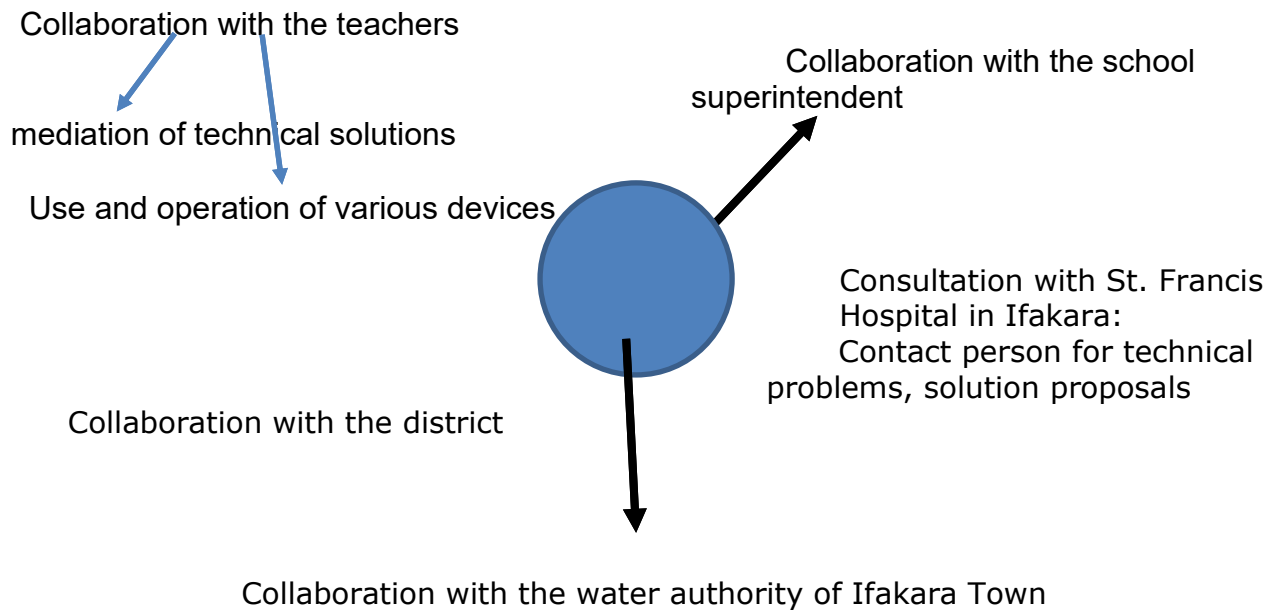 Collaboration with the teachers
mediation of technical solutions
Use and operation of various devices
Collaboration with the school
superintendent
Consultation with St. Francis
Hospital in Ifakara:
Contact person for technical
problems, solution proposals
Collaboration with the district
Collaboration with the water authority of Ifakara Town